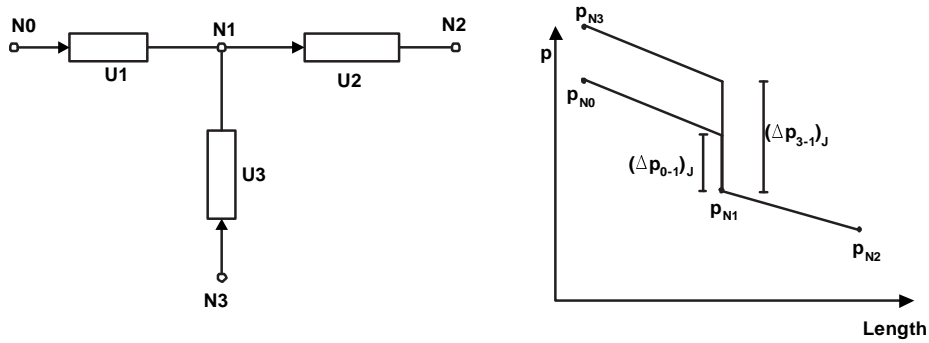 N0
N1
N2
U1
U2
U3
N3
p
pN3
pN0
(Δp3-1)J
(Δp0-1)J
pN1
pN2
Length